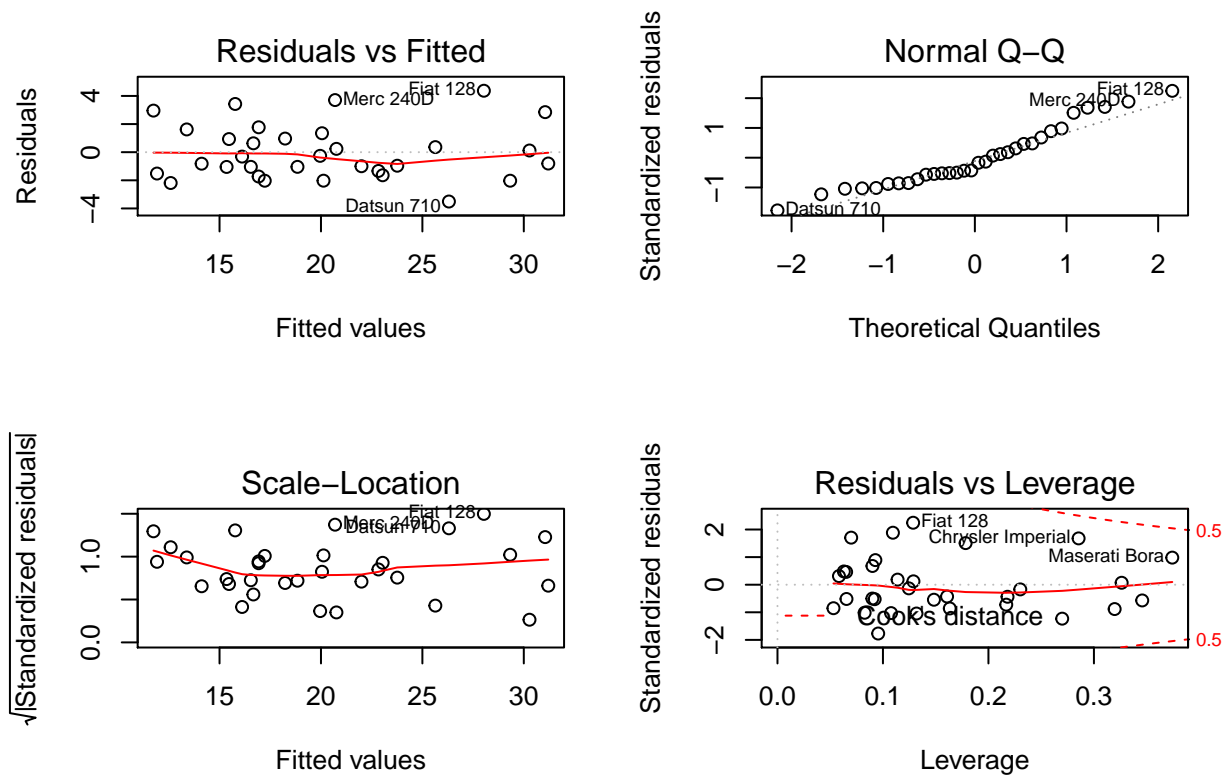 Residuals vs Fitted
Residuals
4
0
−4
Fiat 128
Merc 240D
Datsun 710
15 20 25 30
Fitted values
Normal Q−Q
Standardized residuals
1
−1
Fiat 128
Merc 240D
Datsun 710
−2 −1 0 1 2
Theoretical Quantiles
Scale−Location
√|Standardized residuals|
1.0
0.0
Fiat 128
Merc 240D
Datsun 710
15 20 25 30
Fitted values
Residuals vs Leverage
Standardized residuals
2
0
−2
Fiat 128
Chrysler Imperial
Maserati Bora
0.5
Cook's distance
0.5
0.0 0.1 0.2 0.3
Leverage